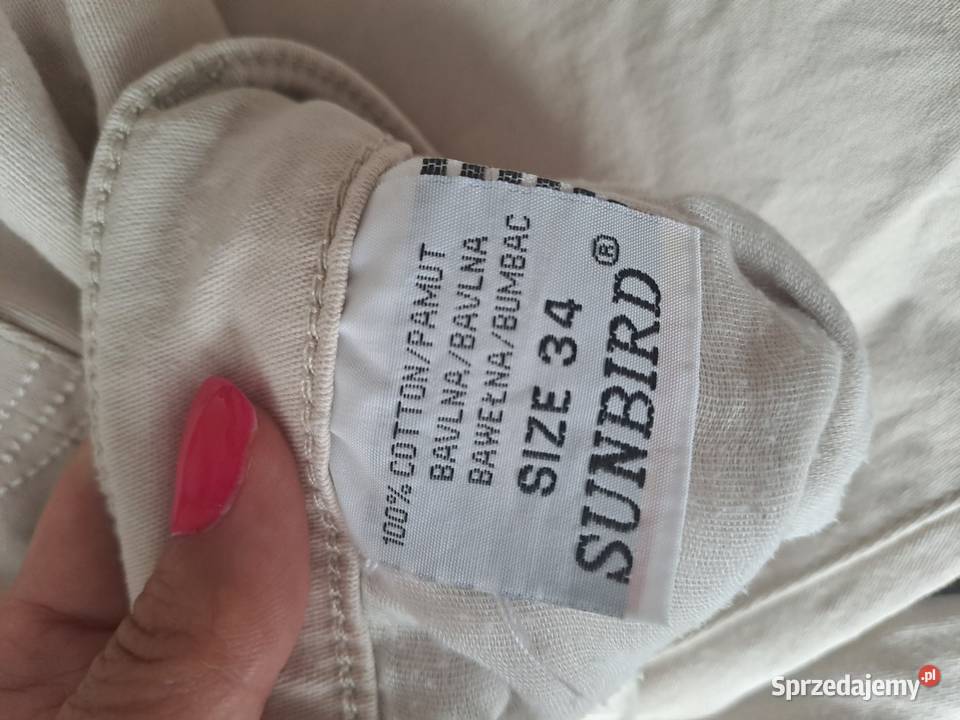 100% COTTON/PAMUT
BAVLNA/BAVLNA
BAWEŁNA/BUMBAC
SIZE 34
SUNBIRD®
Sprzedajemy.pl